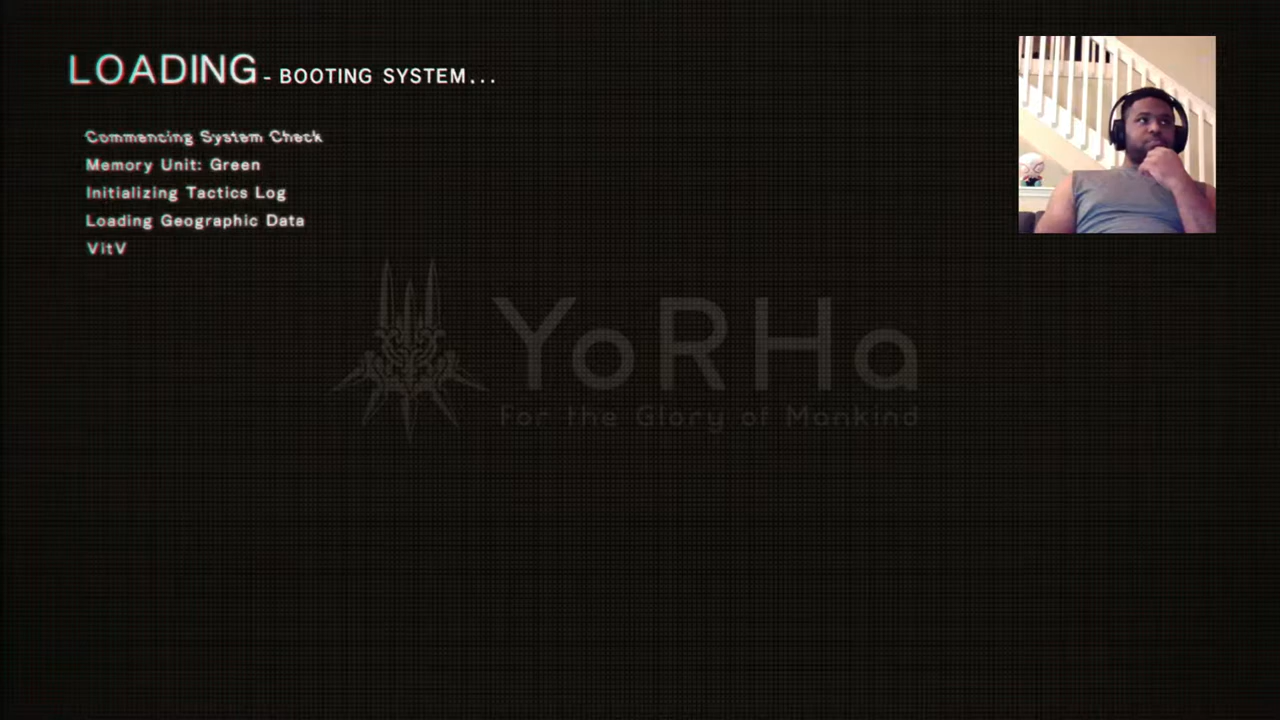 LOADING - BOOTING SYSTEM...
Commencing System Check
Memory Unit: Green
Initializing Tactics Log
Loading Geographic Data
VitV
YoRHa
For the Glory of Mankind